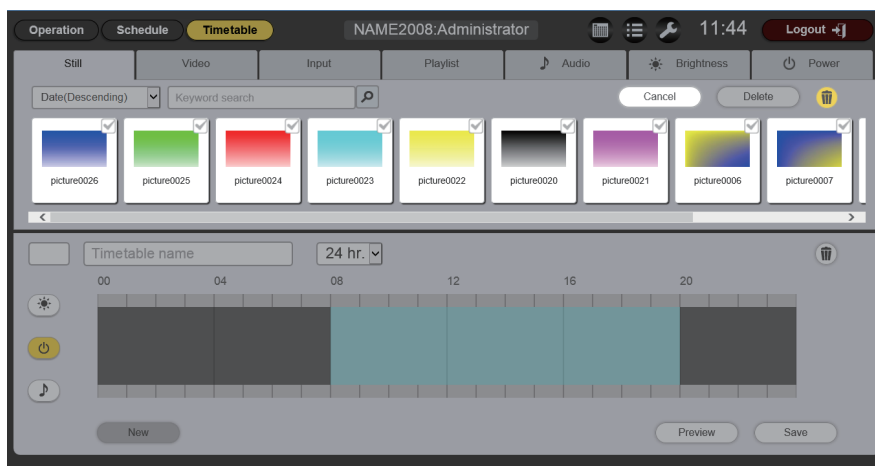 Operation Schedule Timetable NAME2008:Administrator 11:44 Logout
Still Video Input Playlist Audio Brightness Power
Date(Descending) Keyword search Cancel Delete
picture0026 picture0025 picture0024 picture0023 picture0022 picture0020 picture0021 picture0006 picture0007
Timetable name 24 hr.
00 04 08 12 16 20
New Preview Save